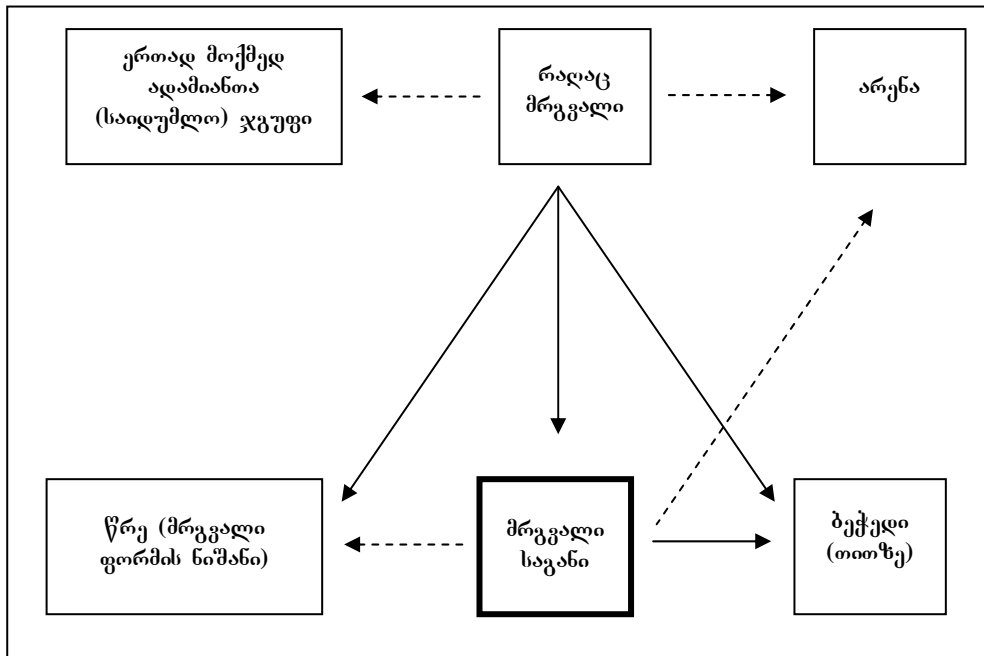 ერთად მოქმედ
ადამიანთა
(საიდუმლო) ჯგუფი
რაღაც
მრგვალი
არენა
წრე (მრგვალი
ფორმის ნიშანი)
მრგვალი
საგანი
ბეჭედი
(თითზე)